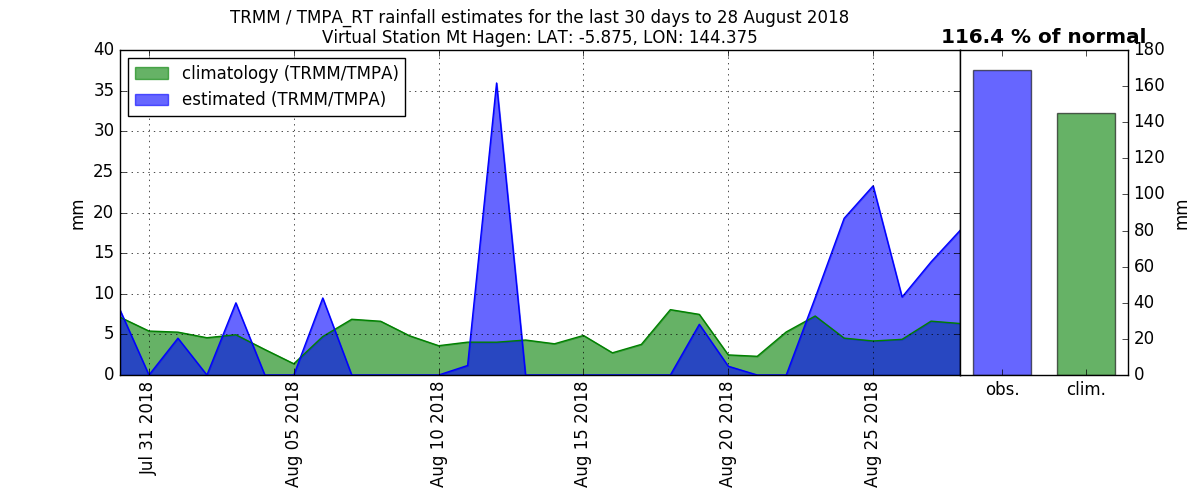 TRMM / TMPA_RT rainfall estimates for the last 30 days to 28 August 2018
Virtual Station Mt Hagen: LAT: -5.875, LON: 144.375
116.4 % of normal
climatology (TRMM/TMPA)
estimated (TRMM/TMPA)
40
35
30
25
20
15
10
5
0
mm
Jul 31 2018
Aug 05 2018
Aug 10 2018
Aug 15 2018
Aug 20 2018
Aug 25 2018
obs.
clim.
180
160
140
120
100
80
60
40
20
0
mm